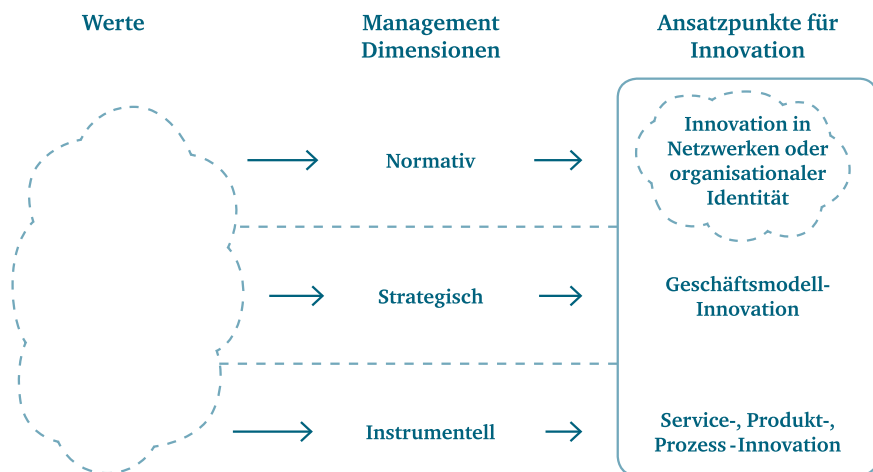 Werte
Management
Dimensionen
Ansatzpunkte für
Innovation
Normativ
Innovation in
Netzwerken oder
organisationaler
Identität
Strategisch
Geschäftsmodell-
Innovation
Instrumentell
Service-, Produkt-,
Prozess -Innovation